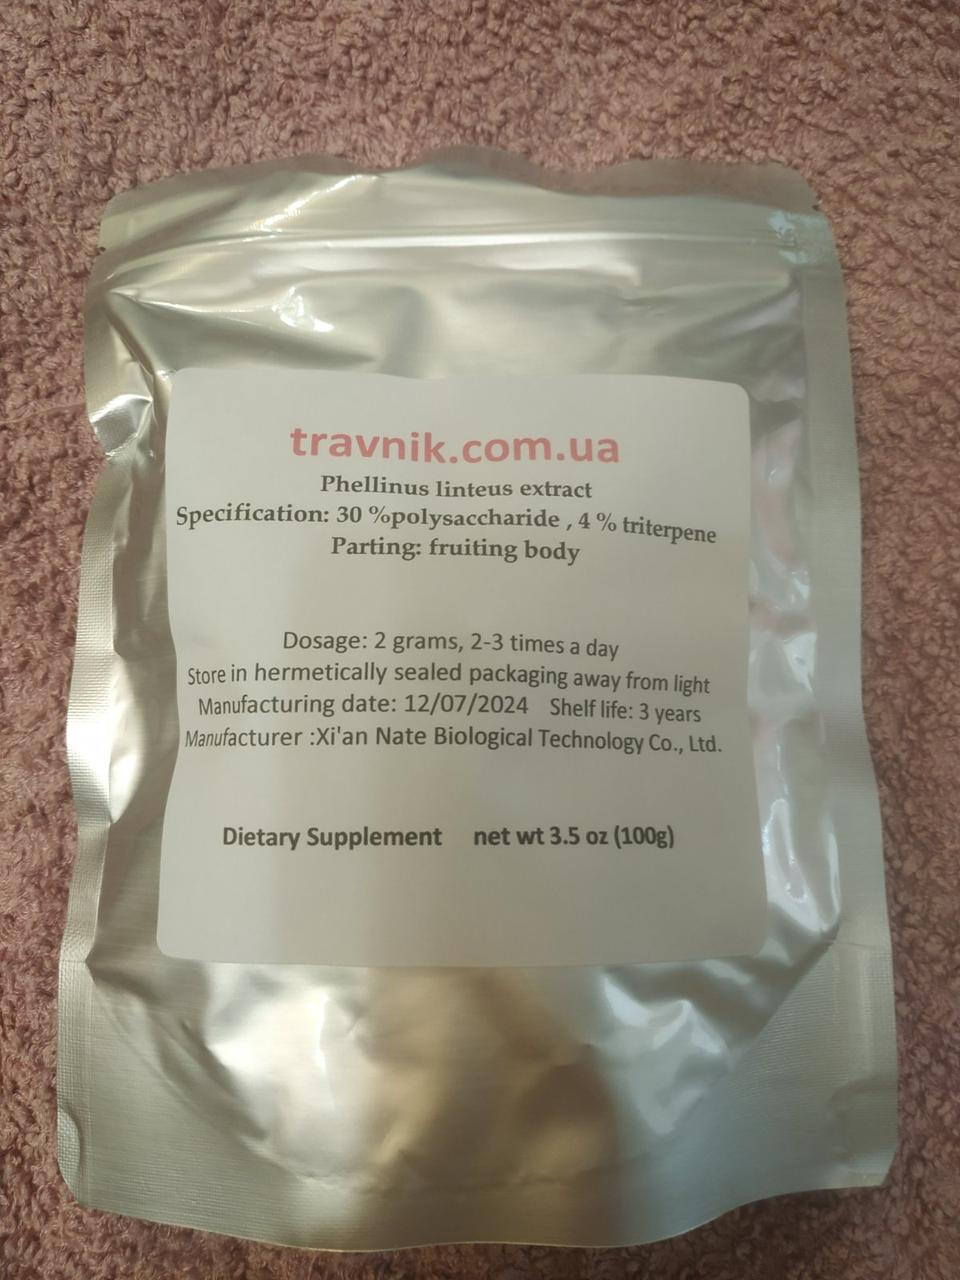 travnik.com.ua
Phellinus linteus extract
Specification: 30 %polysaccharide , 4 % triterpene
Parting: fruiting body
Dosage: 2 grams, 2-3 times a day
Store in hermetically sealed packaging away from light
Manufacturing date: 12/07/2024 Shelf life: 3 years
Manufacturer :Xi'an Nate Biological Technology Co., Ltd.
Dietary Supplement net wt 3.5 oz (100g)